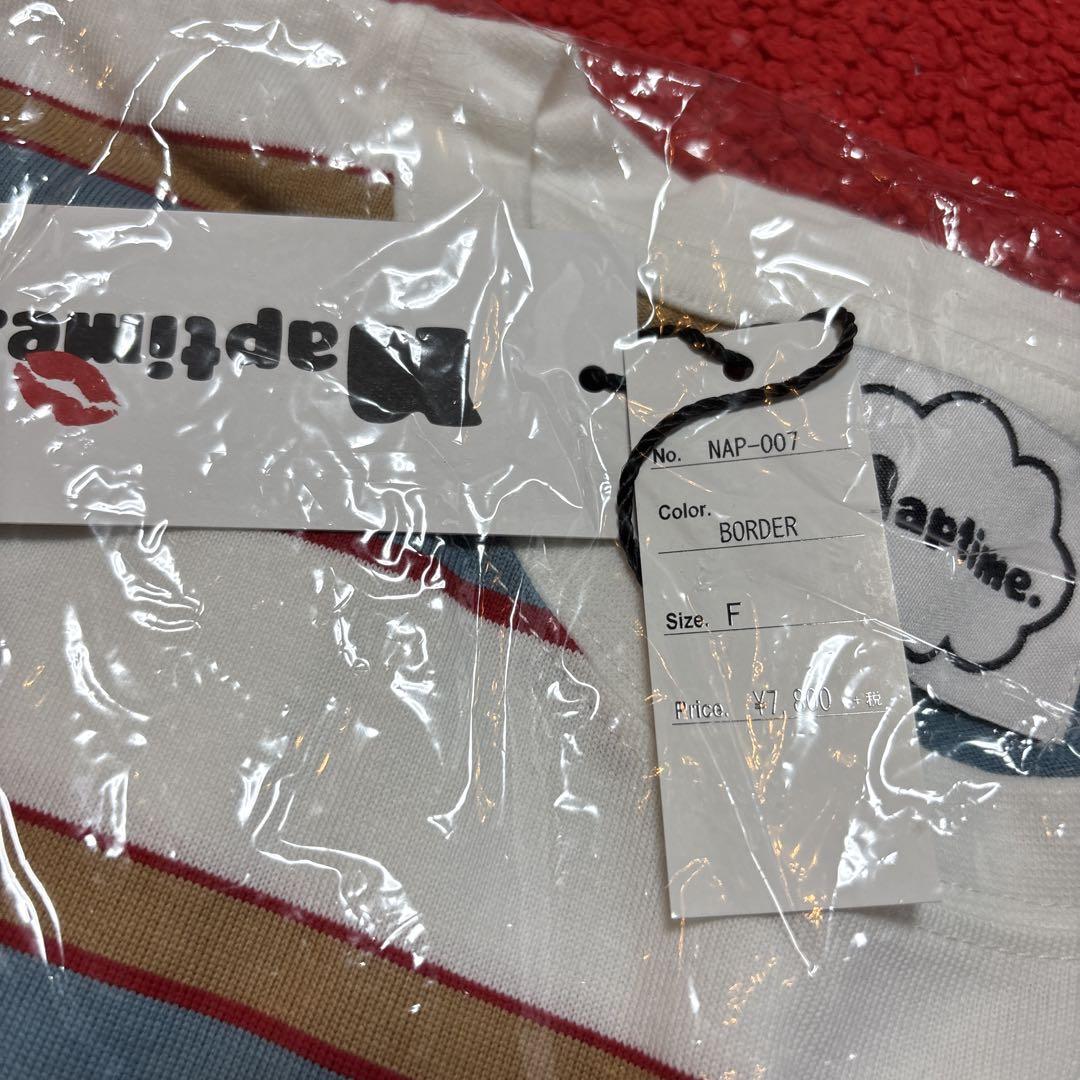 Naptime.
No. NAP-007
Color. BORDER
Size. F
Price. ¥7,800 +税
Naptime.